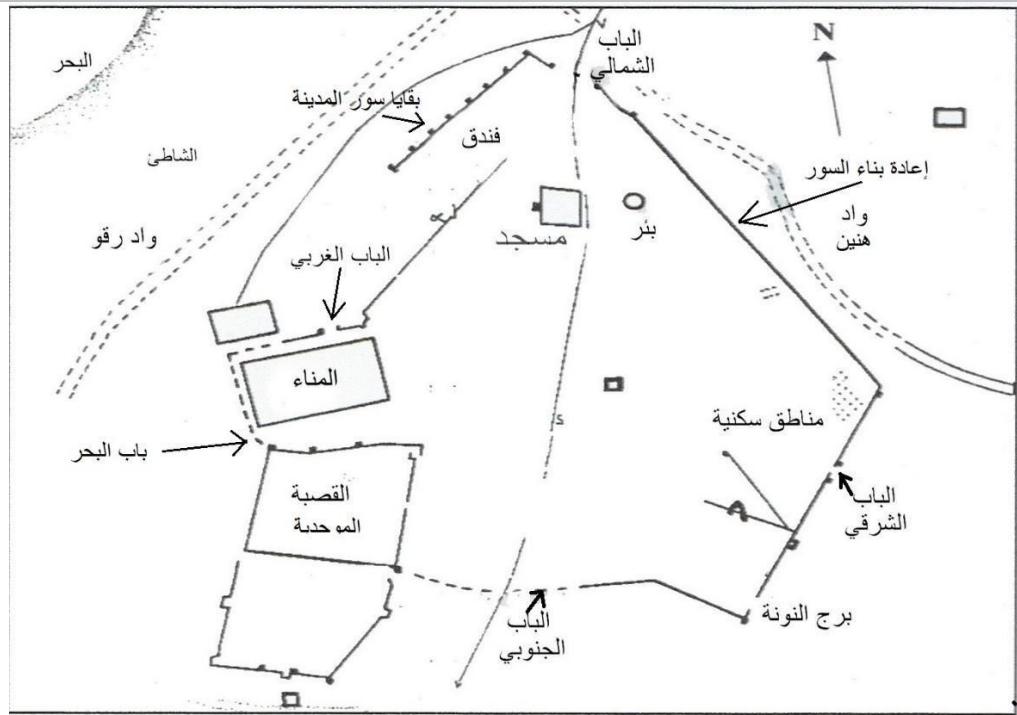 البحر
الباب
الشمالي
N
بقايا سور المدينة
فندق
الشاطئ
إعادة بناء السور
واد
هنين
بئر
مسجد
واد رقو
الباب الغربي
المناء
مناطق سكنية
باب البحر
القصبة
الموحدية
الباب
الشرقي
برج النونة
الباب
الجنوبي